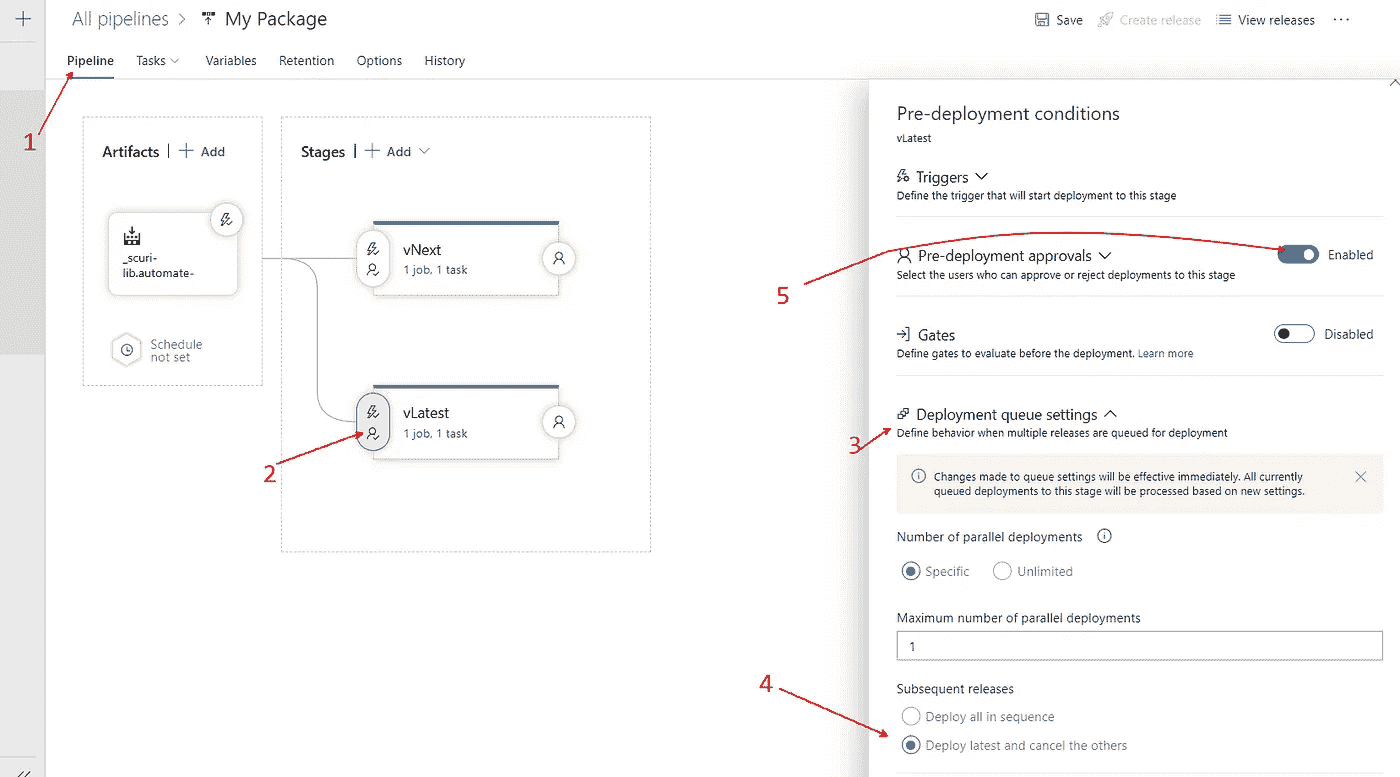 All pipelines > My Package
Save Create release View releases ...
Pipeline Tasks Variables Retention Options History
1
Artifacts | + Add
_scuri-
lib.automate-
Schedule
not set
Stages | + Add
vNext
1 job, 1 task
vLatest
1 job, 1 task
2
Pre-deployment conditions
vLatest
Triggers
Define the trigger that will start deployment to this stage
5
Pre-deployment approvals
Enabled
Select the users who can approve or reject deployments to this stage
Gates
Disabled
Define gates to evaluate before the deployment. Learn more
3
Deployment queue settings
Define behavior when multiple releases are queued for deployment
Changes made to queue settings will be effective immediately. All currently
queued deployments to this stage will be processed based on new settings.
Number of parallel deployments
Specific Unlimited
Maximum number of parallel deployments
1
4
Subsequent releases
Deploy all in sequence
Deploy latest and cancel the others